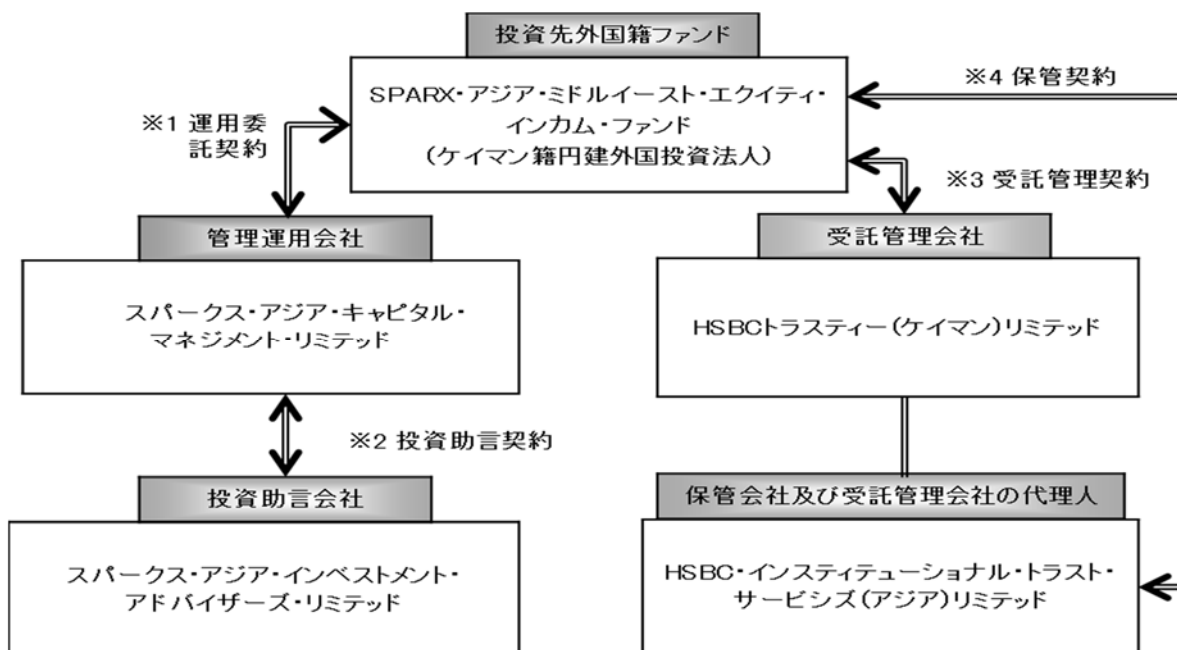 投資先外国籍ファンド
SPARX・アジア・ミドルイースト・エクイティ・
インカム・ファンド
(ケイマン籍円建外国投資法人)
※4 保管契約
※1 運用委
託契約
※3 受託管理契約
管理運用会社
スパークス・アジア・キャピタル・
マネジメント・リミテッド
受託管理会社
HSBCトラスティー(ケイマン)リミテッド
※2 投資助言契約
投資助言会社
スパークス・アジア・インベストメント・
アドバイザーズ・リミテッド
保管会社及び受託管理会社の代理人
HSBC・インスティテューショナル・トラスト・
サービシズ(アジア)リミテッド